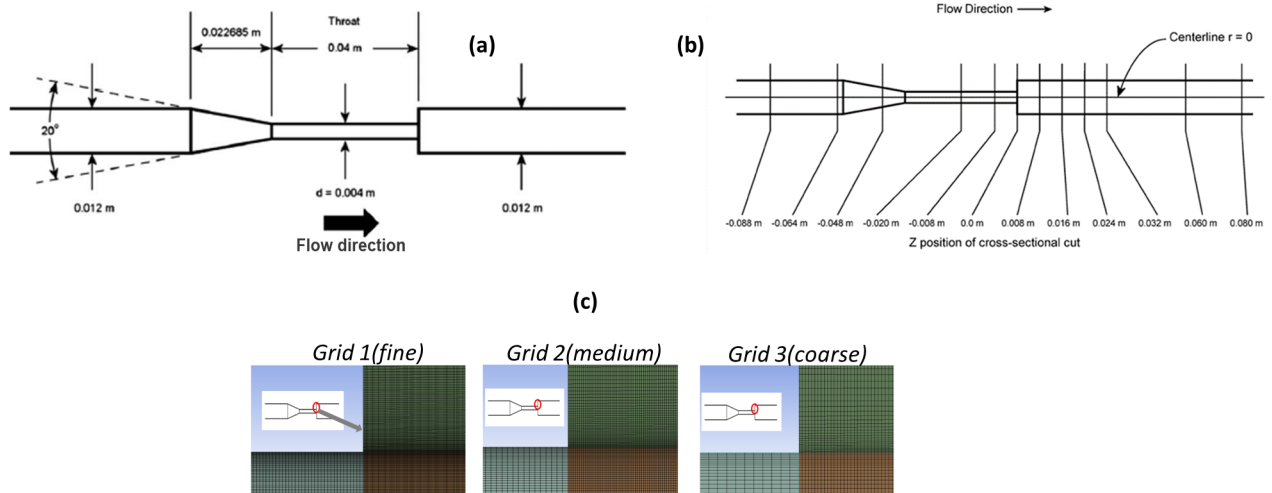 (a)
0.022685 m
Throat
0.04 m
20°
0.012 m
d = 0.004 m
0.012 m
Flow direction
(b)
Flow Direction
Centerline r = 0
-0.088 m -0.064 m -0.048 m -0.020 m -0.008 m 0.0 m 0.008 m 0.016 m 0.024 m 0.032 m 0.060 m 0.080 m
Z position of cross-sectional cut
(c)
Grid 1(fine)
Grid 2(medium)
Grid 3(coarse)